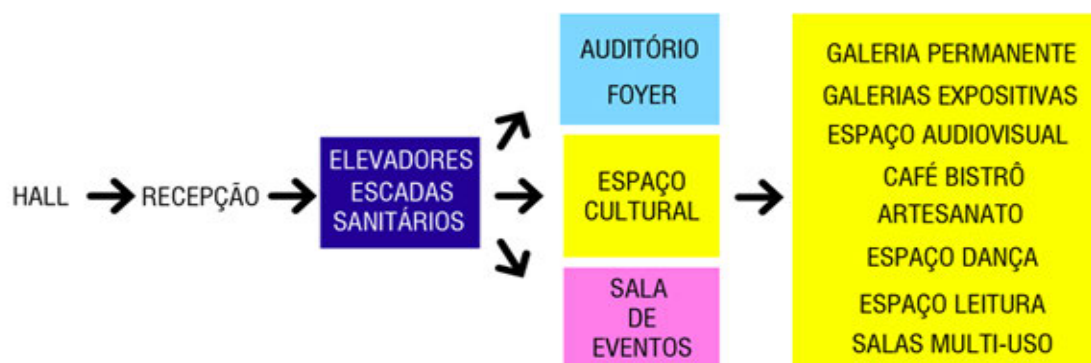 HALL
RECEPÇÃO
ELEVADORES
ESCADAS
SANITÁRIOS
AUDITÓRIO
FOYER
ESPAÇO
CULTURAL
SALA
DE
EVENTOS
GALERIA PERMANENTE
GALERIAS EXPOSITIVAS
ESPAÇO AUDIOVISUAL
CAFÉ BISTRÔ
ARTESANATO
ESPAÇO DANÇA
ESPAÇO LEITURA
SALAS MULTI-USO